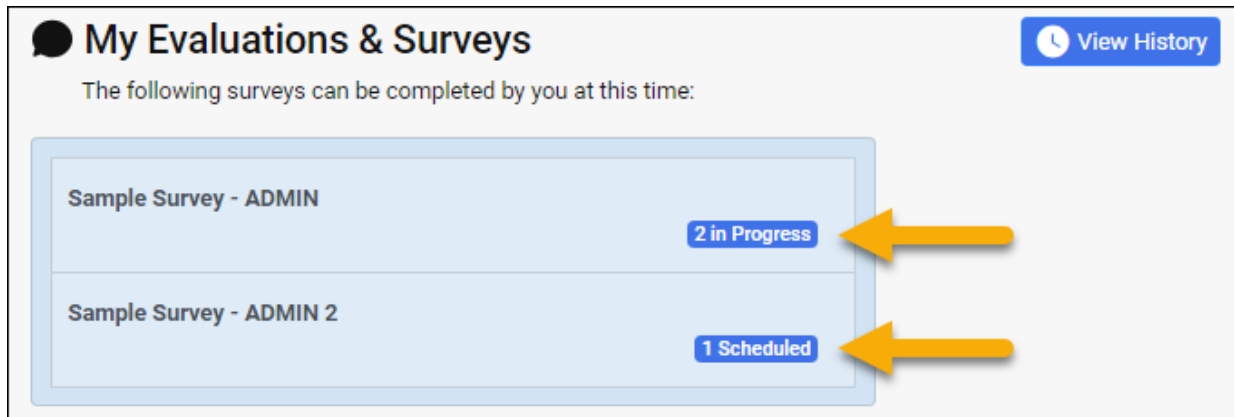 My Evaluations & Surveys
View History
The following surveys can be completed by you at this time:
Sample Survey - ADMIN
2 in Progress
Sample Survey - ADMIN 2
1 Scheduled